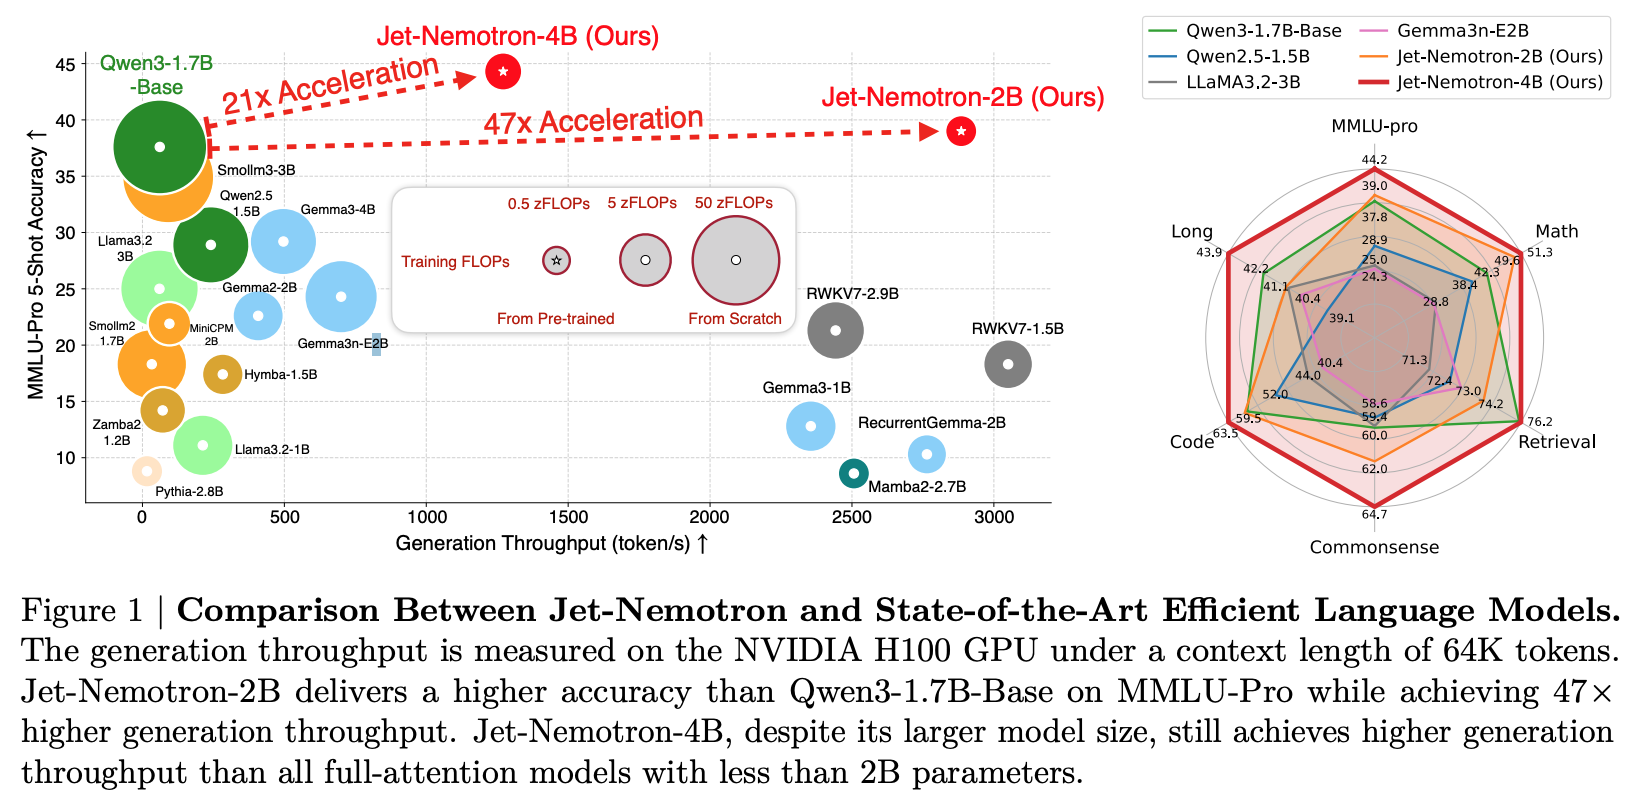 Jet-Nemotron-4B (Ours)
45
Qwen3-1.7B
-Base
21x Acceleration
Jet-Nemotron-2B (Ours)
40
47x Acceleration
Smollm3-3B
35
Qwen2.5
1.5B
Gemma3-4B
0.5 zFLOPs
5 zFLOPs
50 zFLOPs
30
Llama3.2
3B
Training FLOPs
25
Gemma2-2B
RWKV7-2.9B
From Pre-trained
From Scratch
Smollm2
1.7B
MiniCPM
2B
Gemma3n-E2B
RWKV7-1.5B
20
Hymba-1.5B
Gemma3-1B
15
Zamba2
1.2B
RecurrentGemma-2B
Llama3.2-1B
10
Pythia-2.8B
Mamba2-2.7B
MMLU-Pro 5-Shot Accuracy ↑
0
500
1000
1500
2000
2500
3000
Generation Throughput (token/s) ↑
Qwen3-1.7B-Base
Qwen2.5-1.5B
LLaMA3.2-3B
Gemma3n-E2B
Jet-Nemotron-2B (Ours)
Jet-Nemotron-4B (Ours)
MMLU-pro
44.2
39.0
37.8
28.9
25.0
24.3
Math
51.3
49.6
42.3
38.4
28.8
Long
43.9
42.2
41.1
40.4
39.1
Retrieval
76.2
74.2
73.0
72.4
71.3
Code
63.5
59.5
52.0
44.0
40.4
58.6
59.4
60.0
62.0
64.7
Commonsense
Figure 1 | Comparison Between Jet-Nemotron and State-of-the-Art Efficient Language Models.
The generation throughput is measured on the NVIDIA H100 GPU under a context length of 64K tokens.
Jet-Nemotron-2B delivers a higher accuracy than Qwen3-1.7B-Base on MMLU-Pro while achieving 47×
higher generation throughput. Jet-Nemotron-4B, despite its larger model size, still achieves higher generation
throughput than all full-attention models with less than 2B parameters.